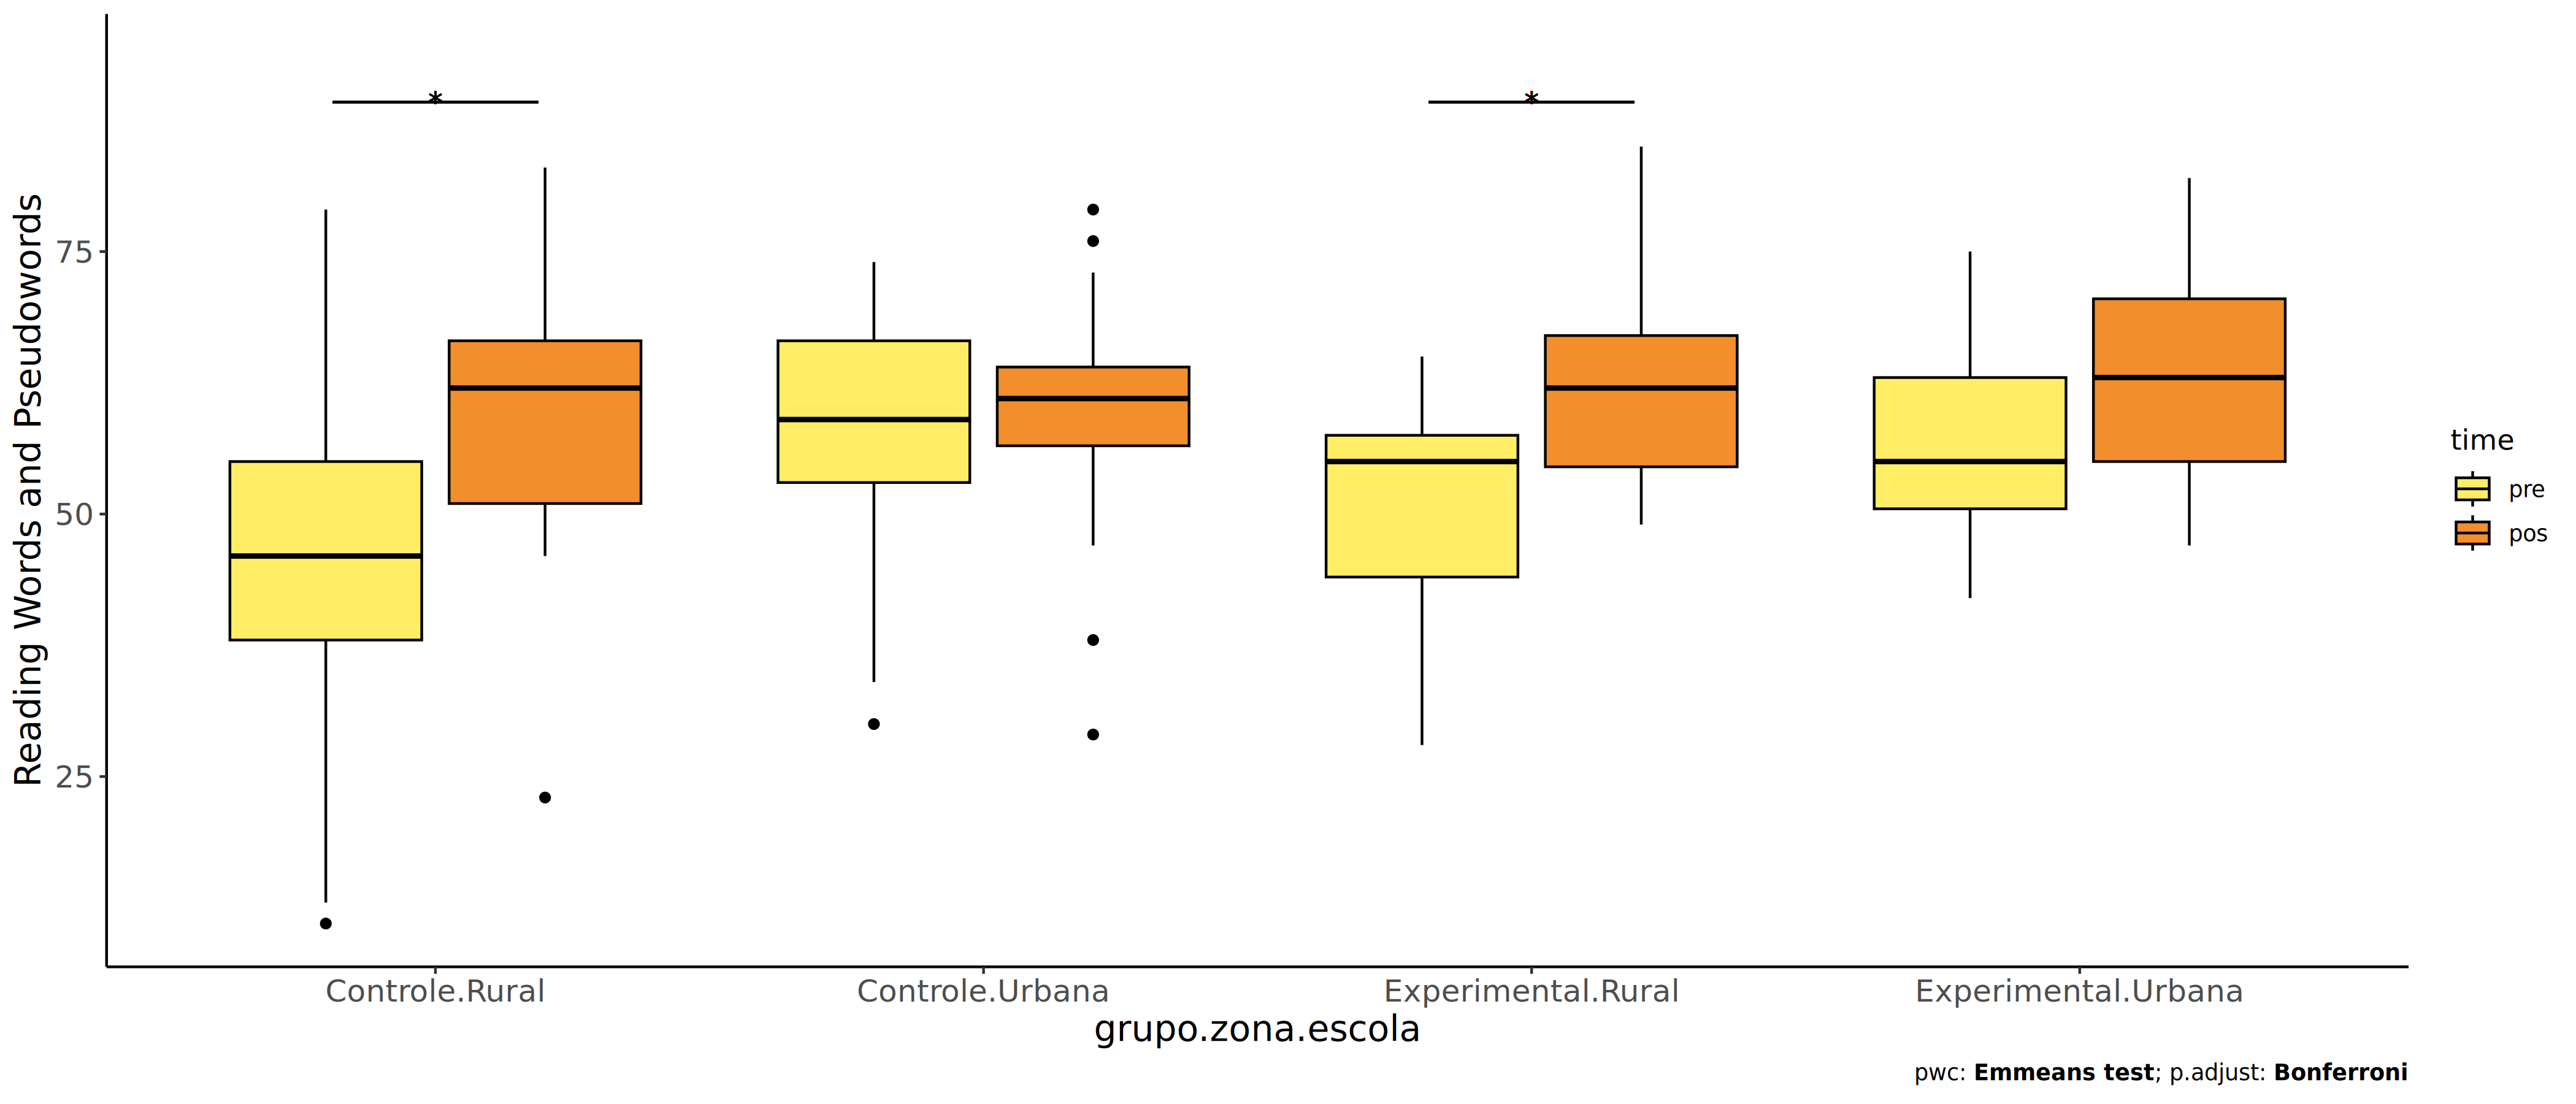 *
*
Reading Words and Pseudowords
75
50
25
Controle.Rural
Controle.Urbana
Experimental.Rural
Experimental.Urbana
grupo.zona.escola
time
pre
pos
pwc: Emmeans test; p.adjust: Bonferroni